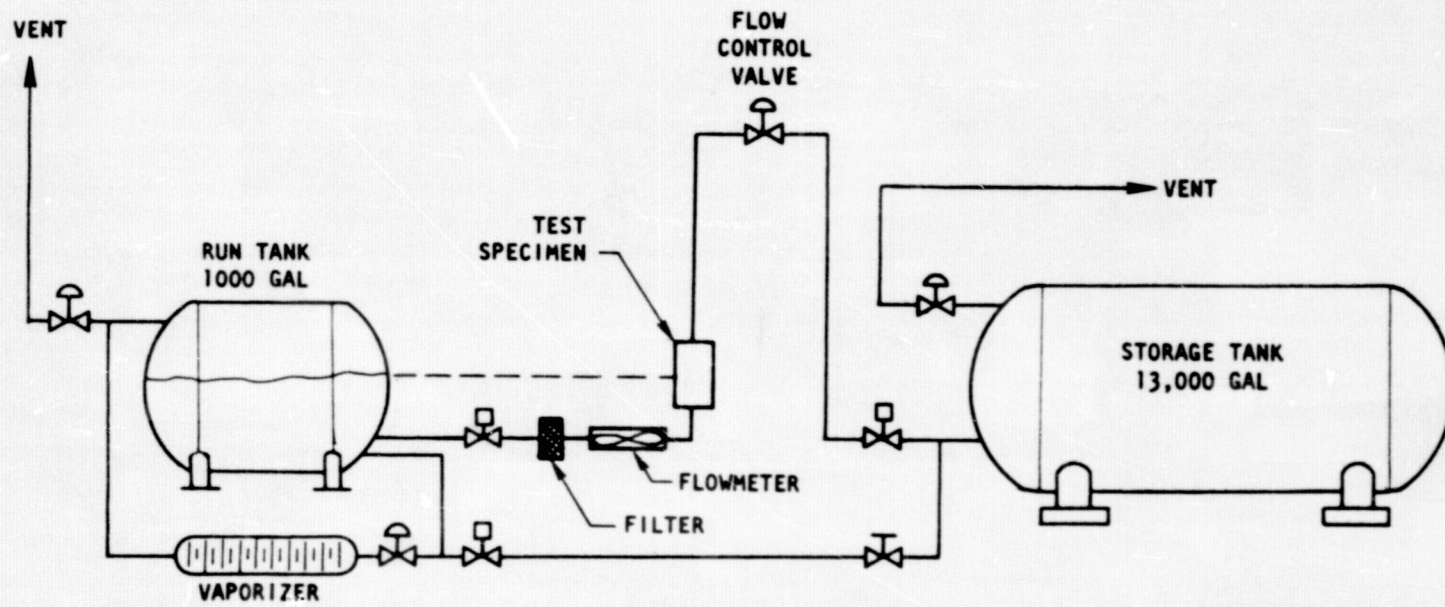 VENT
FLOW
CONTROL
VALVE
VENT
TEST
SPECIMEN
RUN TANK
1000 GAL
STORAGE TANK
13,000 GAL
FLOWMETER
FILTER
VAPORIZER